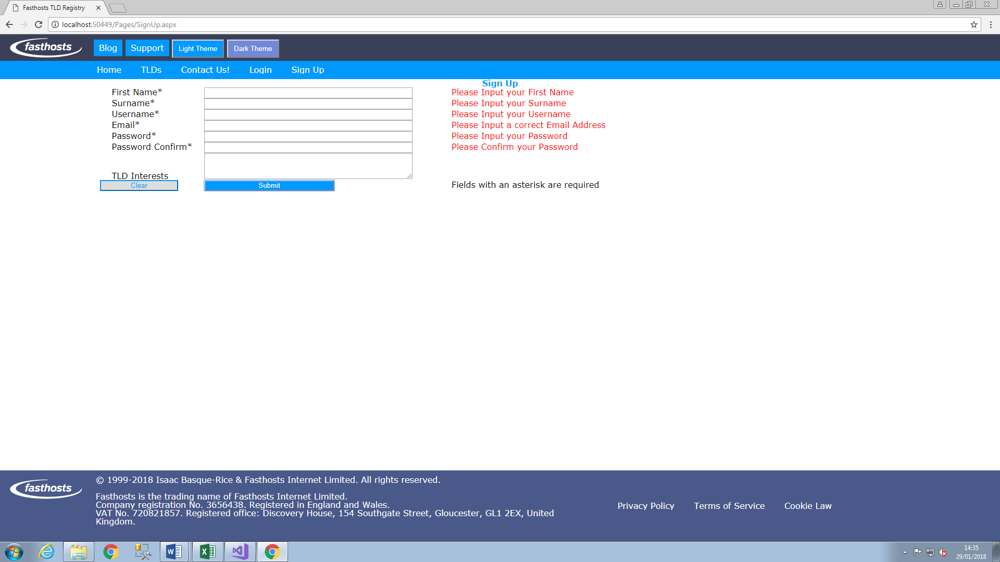 Fasthosts TLD Registry
localhost:50449/Pages/SignUp.aspx
fasthosts
Blog
Support
Light Theme
Dark Theme
Home
TLDs
Contact Us!
Login
Sign Up
Sign Up
First Name*
Please Input your First Name
Surname*
Please Input your Surname
Username*
Please Input your Username
Email*
Please Input a correct Email Address
Password*
Please Input your Password
Password Confirm*
Please Confirm your Password
TLD Interests
Clear
Submit
Fields with an asterisk are required
fasthosts
© 1999-2018 Isaac Basque-Rice & Fasthosts Internet Limited. All rights reserved.
Fasthosts is the trading name of Fasthosts Internet Limited.
Company registration No. 3656438. Registered in England and Wales.
VAT No. 720821857. Registered office: Discovery House, 154 Southgate Street, Gloucester, GL1 2EX, United
Kingdom.
Privacy Policy
Terms of Service
Cookie Law
14:35
29/01/2018